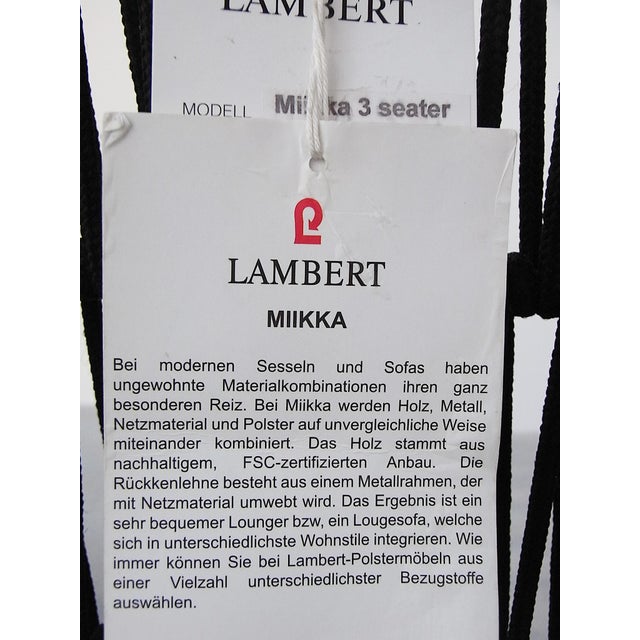 LAMBERT
MODELL Miikka 3 seater
LAMBERT
MIIKKA
Bei modernen Sesseln und Sofas haben
ungewohnte Materialkombinationen ihren ganz
besonderen Reiz. Bei Miikka werden Holz, Metall,
Netzmaterial und Polster auf unvergleichliche Weise
miteinander kombiniert. Das Holz stammt aus
nachhaltigem, FSC-zertifizierten Anbau. Die
Rückkenlehne besteht aus einem Metallrahmen, der
mit Netzmaterial umwebt wird. Das Ergebnis ist ein
sehr bequemer Lounger bzw, ein Lougesofa, welche
sich in unterschiedlichste Wohnstile integrieren. Wie
immer können Sie bei Lambert-Polstermöbeln aus
einer Vielzahl unterschiedlichster Bezugstoffe
auswählen.